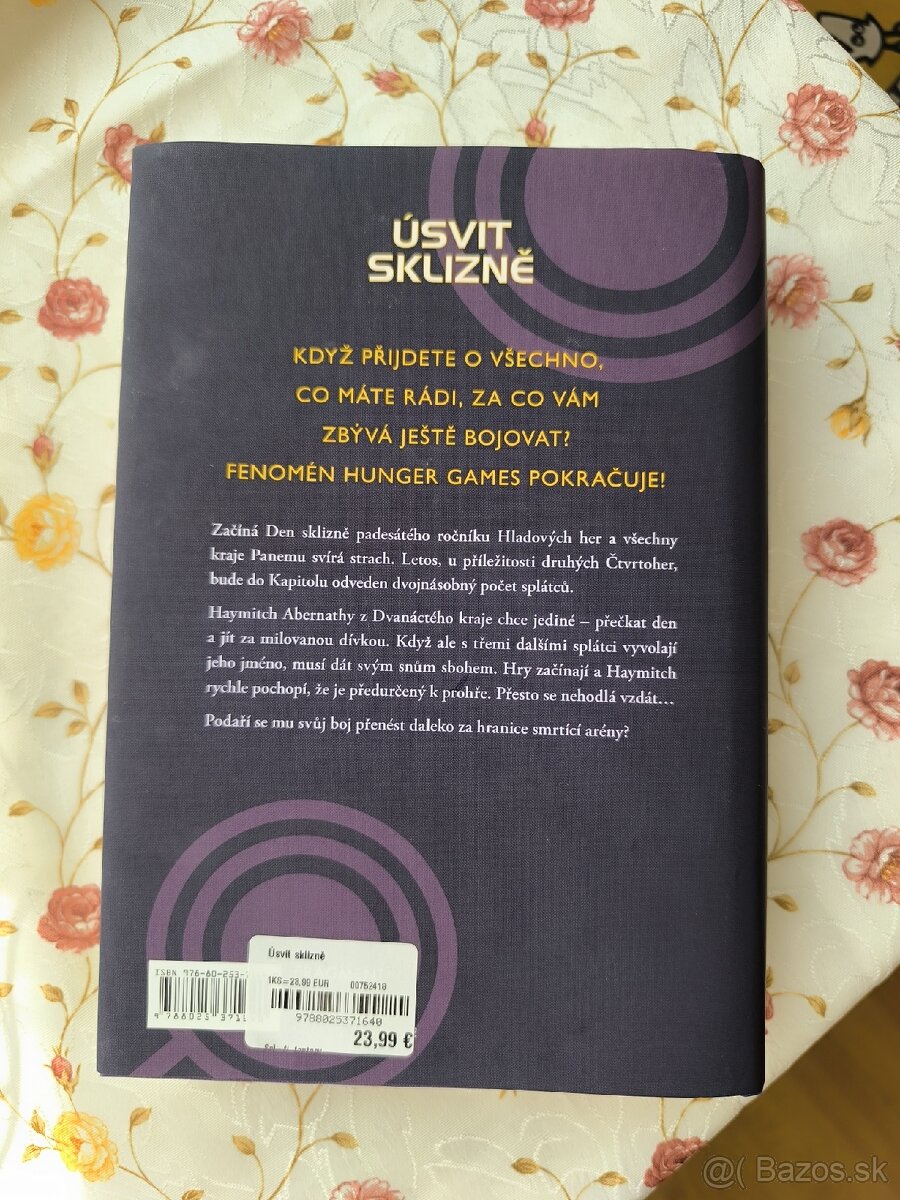 ÚSVIT
SKLIZNĚ
KDYŽ PŘIJDETE O VŠECHNO,
CO MÁTE RÁDI, ZA CO VÁM
ZBÝVÁ JEŠTĚ BOJOVAT?
FENOMÉN HUNGER GAMES POKRAČUJE!
Začíná Den sklizně padesátého ročníku Hladových her a všechny
kraje Panemu svírá strach. Letos, u příležitosti druhých Čtvrtoher,
bude do Kapitolu odveden dvojnásobný počet splátců.
Haymitch Abernathy z Dvanáctého kraje chce jediné – přečkat den
a jít za milovanou dívkou. Když ale s třemi dalšími splátci vyvolají
jeho jméno, musí dát svým snům sbohem. Hry začínají a Haymitch
rychle pochopí, že je předurčený k prohře. Přesto se nehodlá vzdát...
Podaří se mu svůj boj přenést daleko za hranice smrtící arény?
Úsvit sklizně
1KS=23,99 EUR 00752418
9788025371640
23,99 €
ISBN
@( Bazos.sk